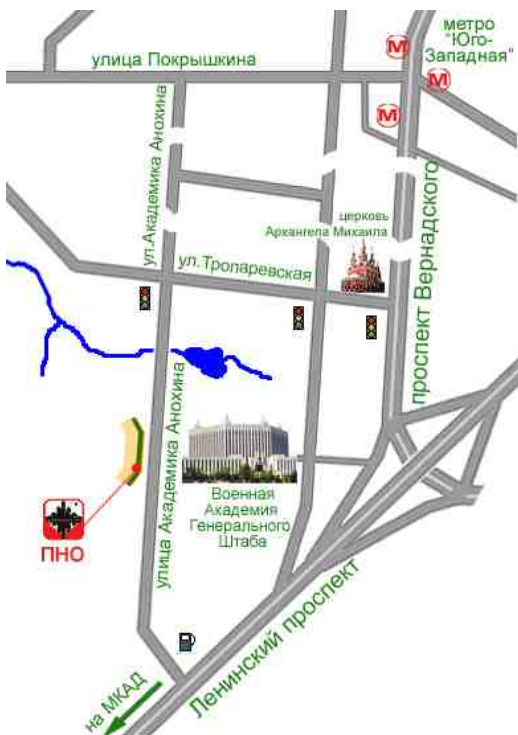 метро
"Юго-
Западная"
улица Покрышкина
М
М
М
ул.Академика Анохина
церковь
Архангела Михаила
ул.Тропаревская
проспект Вернадского
улица Академика Анохина
Военная
Академия
Генерального
Штаба
ПНО
Ленинский проспект
на МКАД